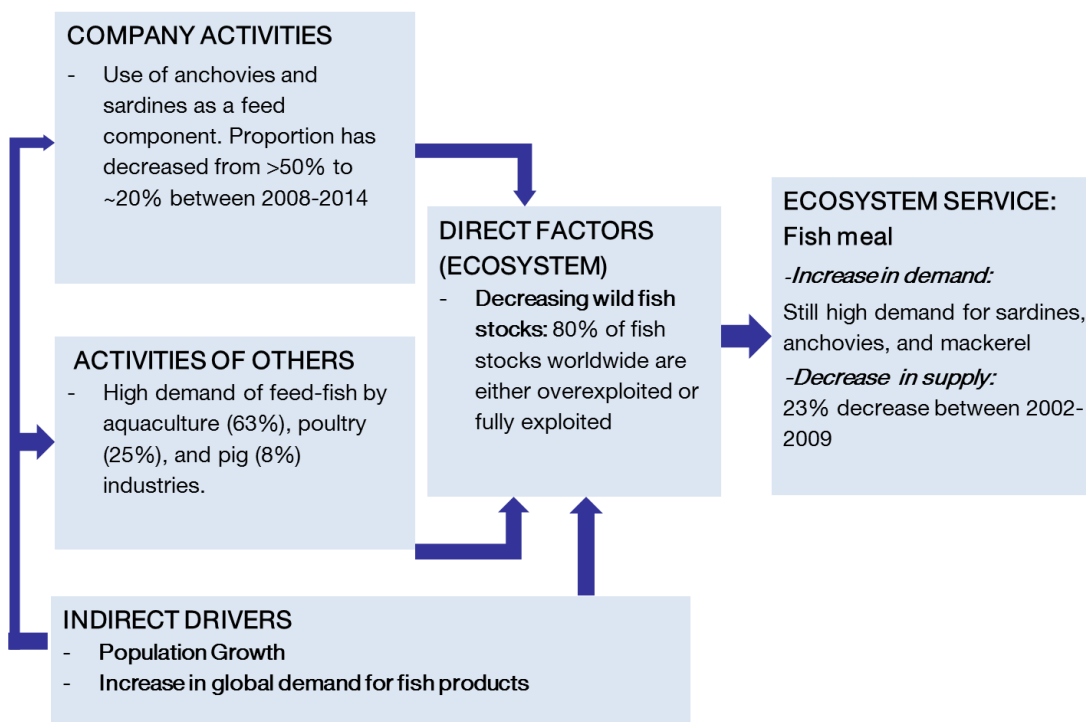 COMPANY ACTIVITIES
- Use of anchovies and
sardines as a feed
component. Proportion has
decreased from >50% to
~20% between 2008-2014
ACTIVITIES OF OTHERS
- High demand of feed-fish by
aquaculture (63%), poultry
(25%), and pig (8%)
industries.
INDIRECT DRIVERS
- Population Growth
- Increase in global demand for fish products
DIRECT FACTORS
(ECOSYSTEM)
- Decreasing wild fish
stocks: 80% of fish
stocks worldwide are
either overexploited or
fully exploited
ECOSYSTEM SERVICE:
Fish meal
-Increase in demand:
Still high demand for sardines,
anchovies, and mackerel
-Decrease in supply:
23% decrease between 2002-
2009